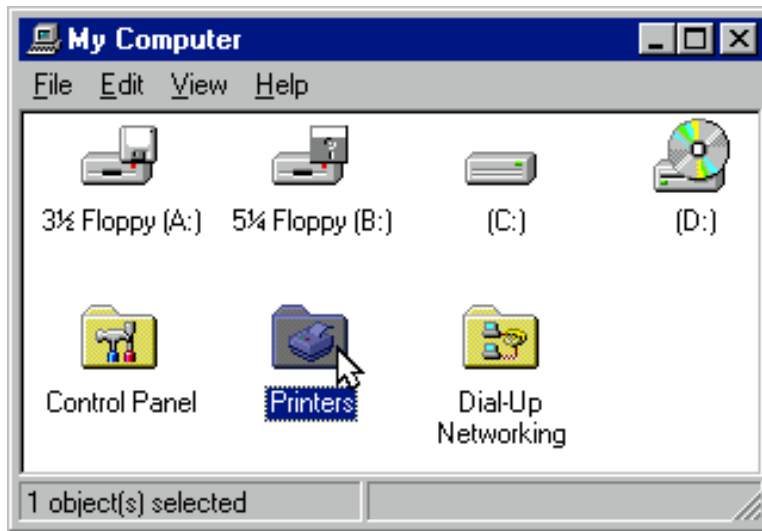 My Computer
File Edit View Help
3½ Floppy (A:) 5¼ Floppy (B:) (C:) (D:)
Control Panel Printers Dial-Up
Networking
1 object(s) selected